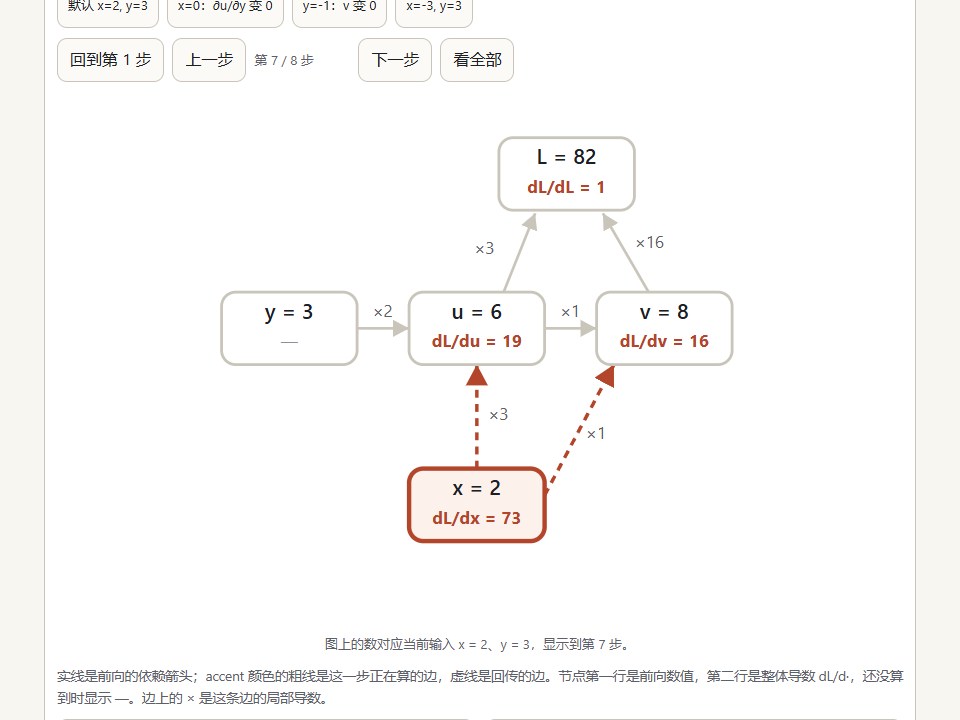 默认 x=2, y=3
x=0：∂u/∂y 变 0
y=-1：v 变 0
x=-3, y=3
回到第 1 步
上一步
第 7 / 8 步
下一步
看全部
L = 82
dL/dL = 1
×3
×16
y = 3
—
×2
u = 6
dL/du = 19
×1
v = 8
dL/dv = 16
×3
×1
x = 2
dL/dx = 73
图上的数对应当前输入 x = 2、y = 3，显示到第 7 步。
实线是前向的依赖箭头；accent 颜色的粗线是这一步正在算的边，虚线是回传的边。节点第一行是前向数值，第二行是整体导数 dL/d·，还没算
到时显示 —。边上的 × 是这条边的局部导数。